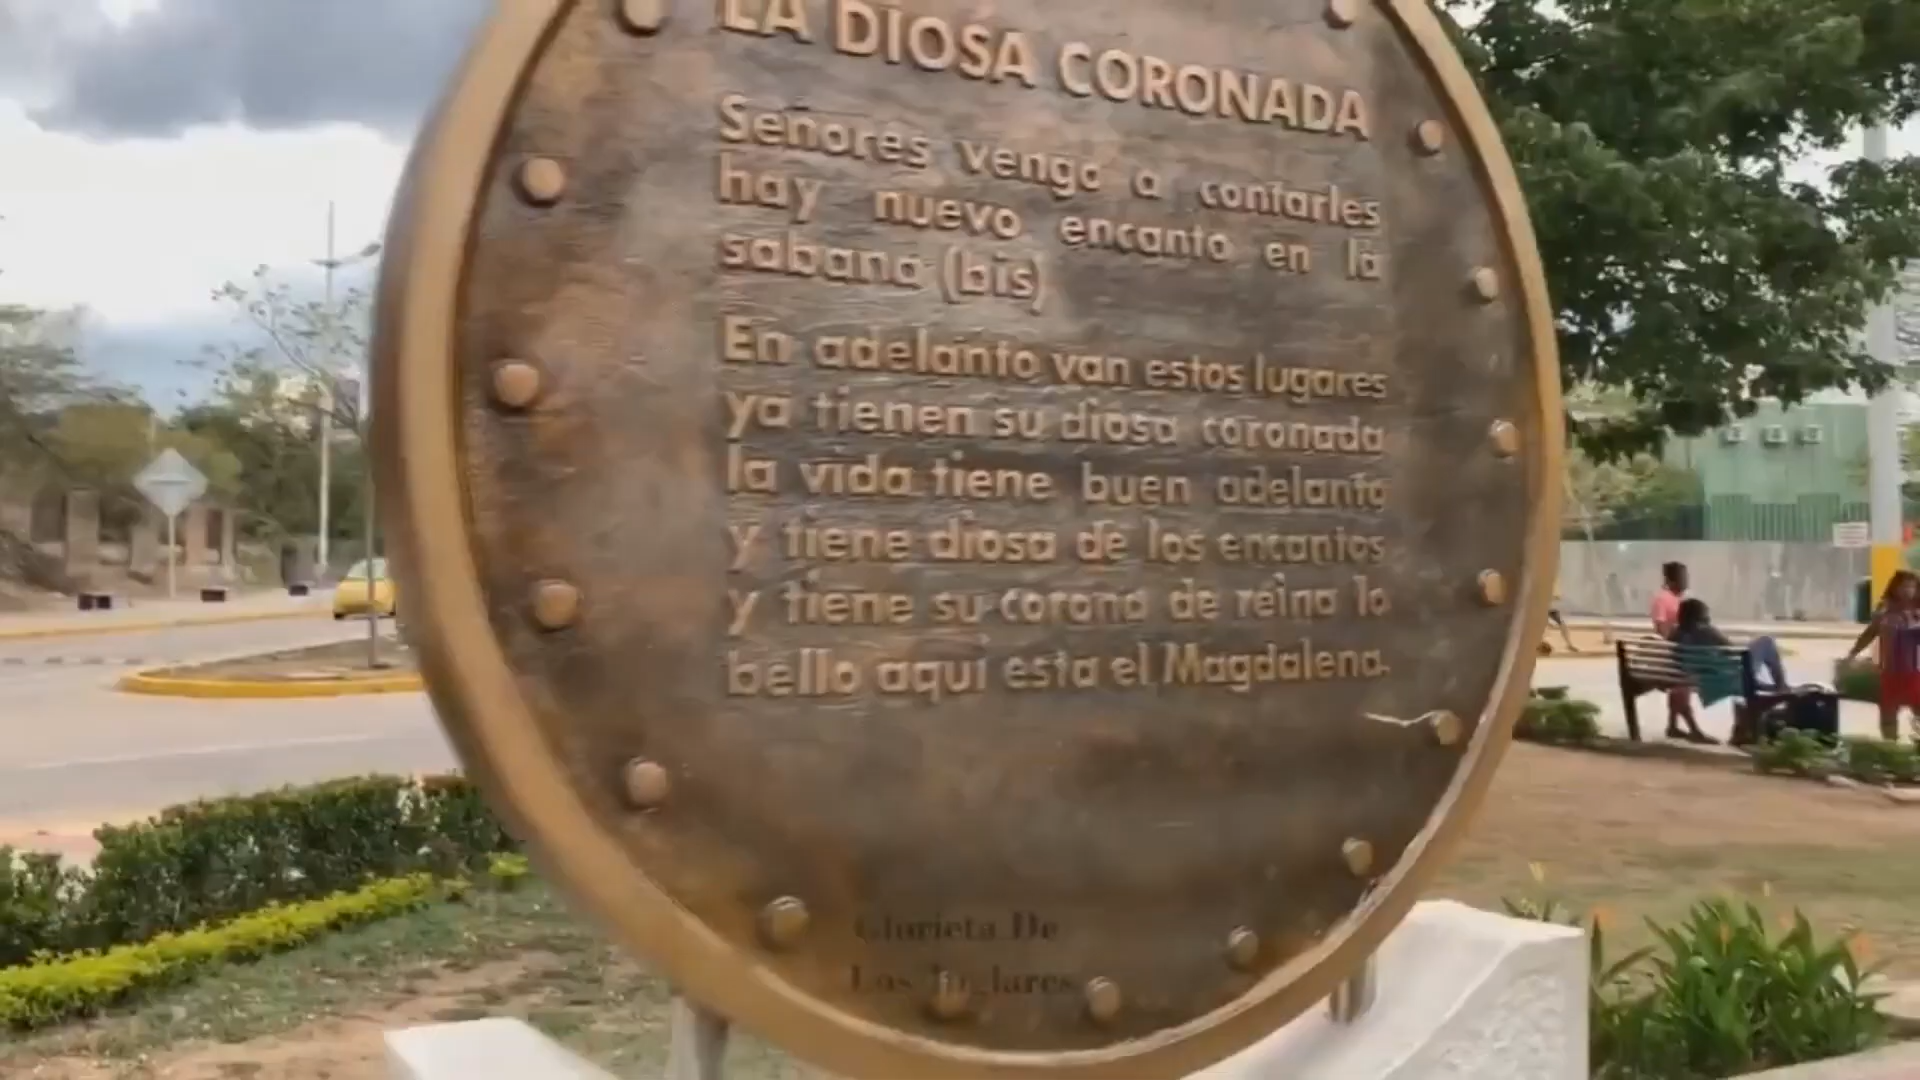 LA DIOSA CORONADA
Señores vengo a contarles
hay nuevo encanto en la
sabana (bis)
En adelanto van estos lugares
ya tienen su diosa coronada
la vida tiene buen adelanto
y tiene diosa de los encantos
y tiene su corona de reina lo
bello aqui esta el Magdalena.
Glorieta De
Los Juglares